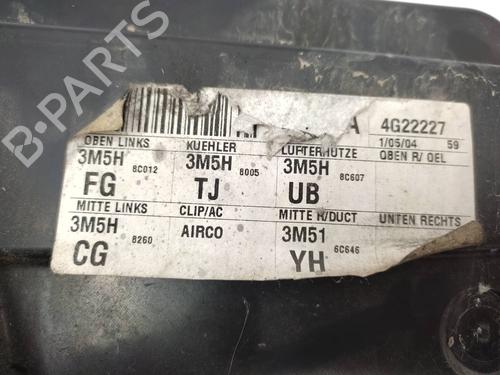 A 4G22227
OBEN LINKS KUEHLER LUFTERHUTZE 1/05/04 59
3M5H 8C012 3M5H 8005 3M5H 8C607 OBEN R/ OEL
FG TJ UB
MITTE LINKS CLIP/AC MITTE R/DUCT UNTEN RECHTS
3M5H 8260 AIRCO 3M51 6C646
CG YH
B PARTS